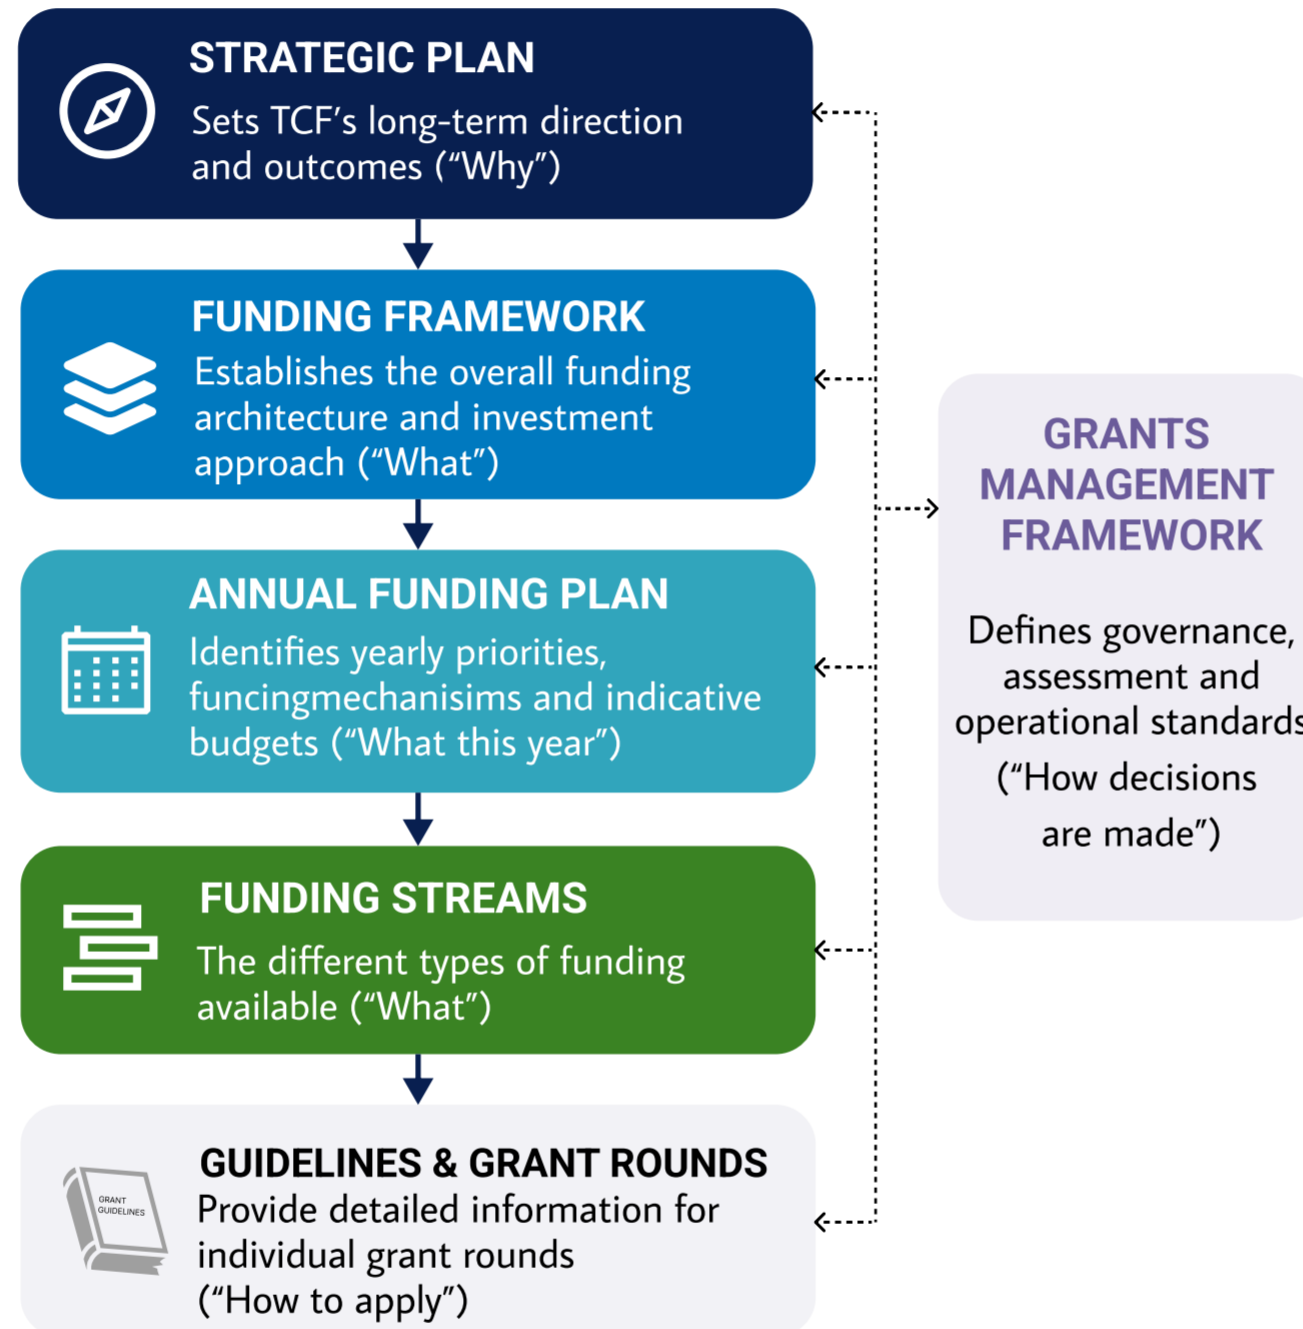 STRATEGIC PLAN
Sets TCF’s long-term direction
and outcomes (“Why”)
FUNDING FRAMEWORK
Establishes the overall funding
architecture and investment
approach (“What”)
ANNUAL FUNDING PLAN
Identifies yearly priorities,
funcingmechanisims and indicative
budgets (“What this year”)
FUNDING STREAMS
The different types of funding
available (“What”)
GRANT
GUIDELINES
GUIDELINES & GRANT ROUNDS
Provide detailed information for
individual grant rounds
(“How to apply”)
GRANTS
MANAGEMENT
FRAMEWORK
Defines governance,
assessment and
operational standards
(“How decisions
are made”)